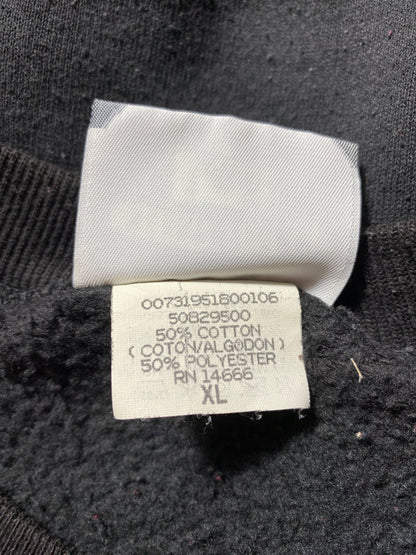 00731951800106
50829500
50% COTTON
(COTON/ALGODON)
50% POLYESTER
RN 14666
XL